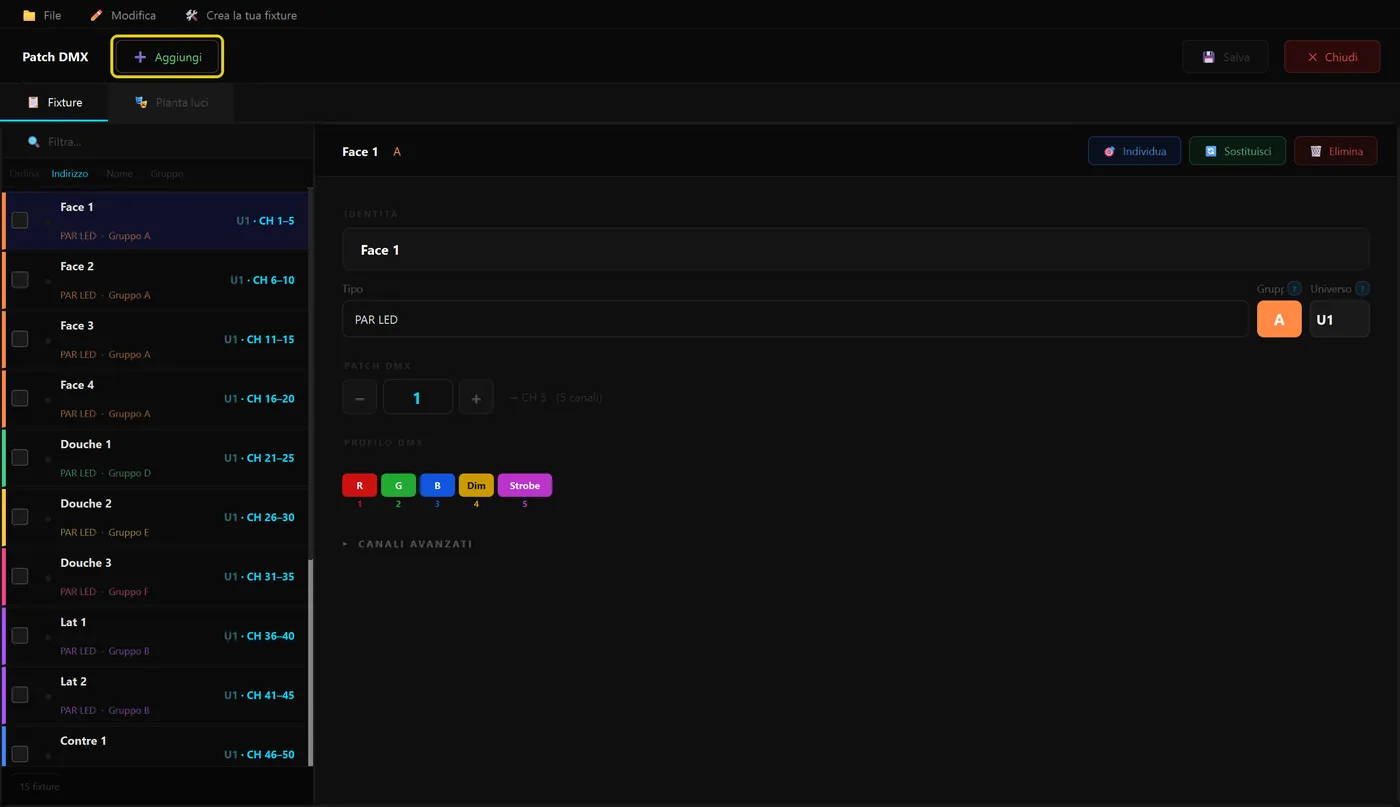 File Modifica Crea la tua fixture
Patch DMX Aggiungi Salva Chiudi
Fixture Pianta luci
Filtra...
Ordina Indirizzo Nome Gruppo
Face 1
U1 · CH 1–5
PAR LED · Gruppo A
Face 2
U1 · CH 6–10
PAR LED · Gruppo A
Face 3
U1 · CH 11–15
PAR LED · Gruppo A
Face 4
U1 · CH 16–20
PAR LED · Gruppo A
Douche 1
U1 · CH 21–25
PAR LED · Gruppo D
Douche 2
U1 · CH 26–30
PAR LED · Gruppo E
Douche 3
U1 · CH 31–35
PAR LED · Gruppo F
Lat 1
U1 · CH 36–40
PAR LED · Gruppo B
Lat 2
U1 · CH 41–45
PAR LED · Gruppo B
Contre 1
U1 · CH 46–50
15 fixture
Face 1 A Individua Sostituisci Elimina
IDENTITÀ
Face 1
Tipo Grupp ? Universo ?
PAR LED A U1
PATCH DMX
− 1 + → CH 5 (5 canali)
PROFILO DMX
R G B Dim Strobe
1 2 3 4 5
▸ CANALI AVANZATI